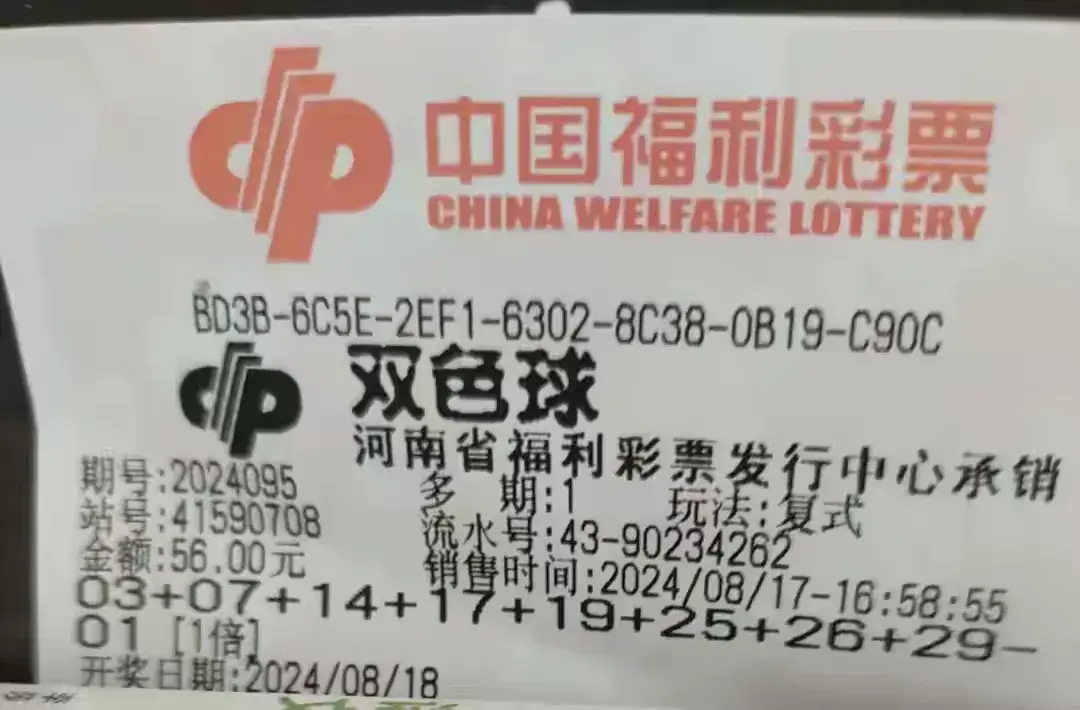 中国福利彩票
CHINA WELFARE LOTTERY
BD3B-6C5E-2EF1-6302-8C38-0B19-C90C
双色球
河南省福利彩票发行中心承销
期号:2024095 多 期:1 玩法:复式
站号:41590708 流水号:43-90234262
金额:56.00元 销售时间:2024/08/17-16:58:55
03+07+14+17+19+25+26+29-
01 [1倍]
开奖日期:2024/08/18